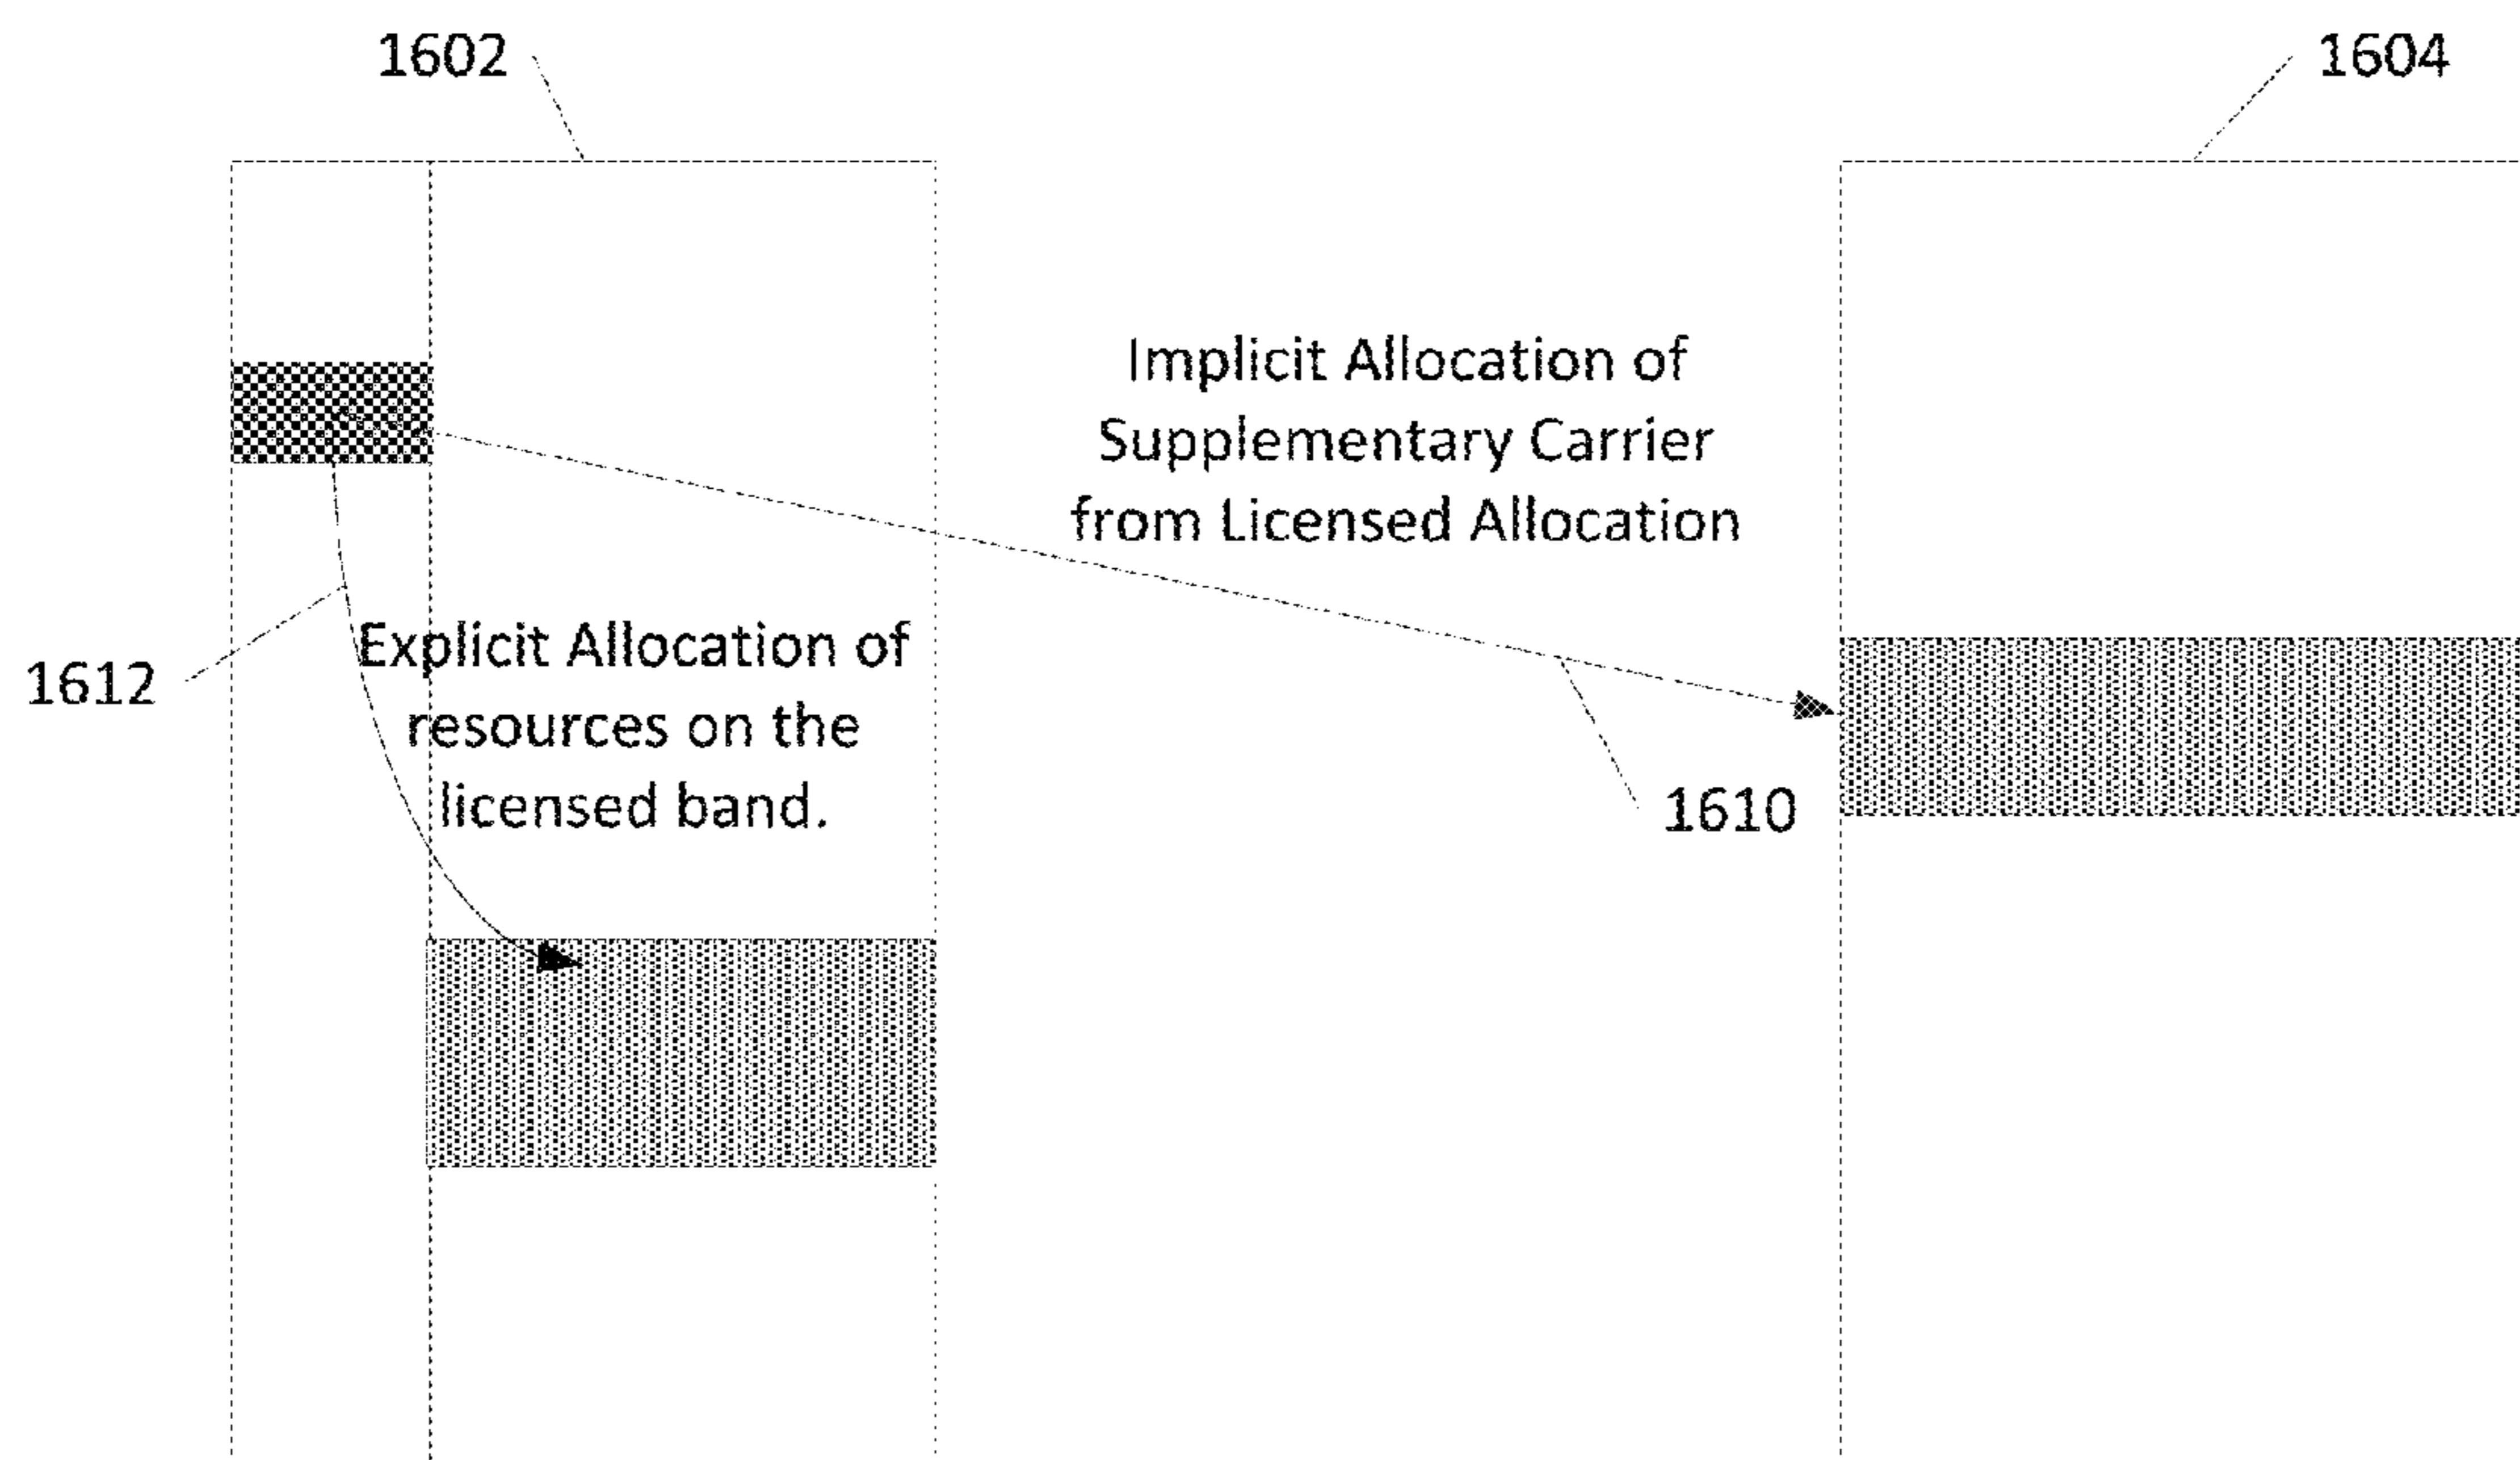 1602
1604
Implicit Allocation of
Supplementary Carrier
from Licensed Allocation
Explicit Allocation of
resources on the
licensed band.
1612
1610